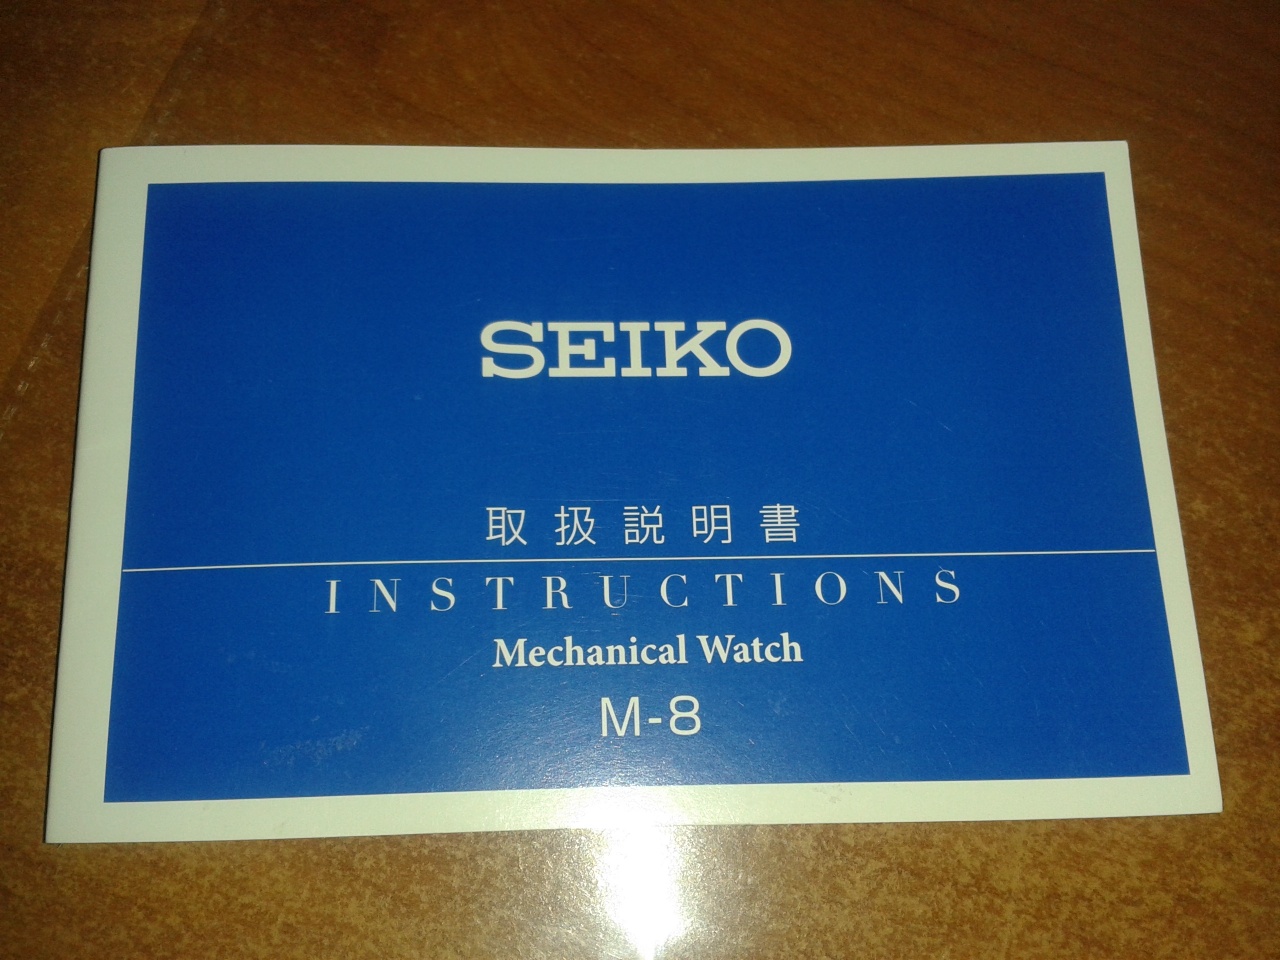 SEIKO
取扱説明書
INSTRUCTIONS
Mechanical Watch
M-8